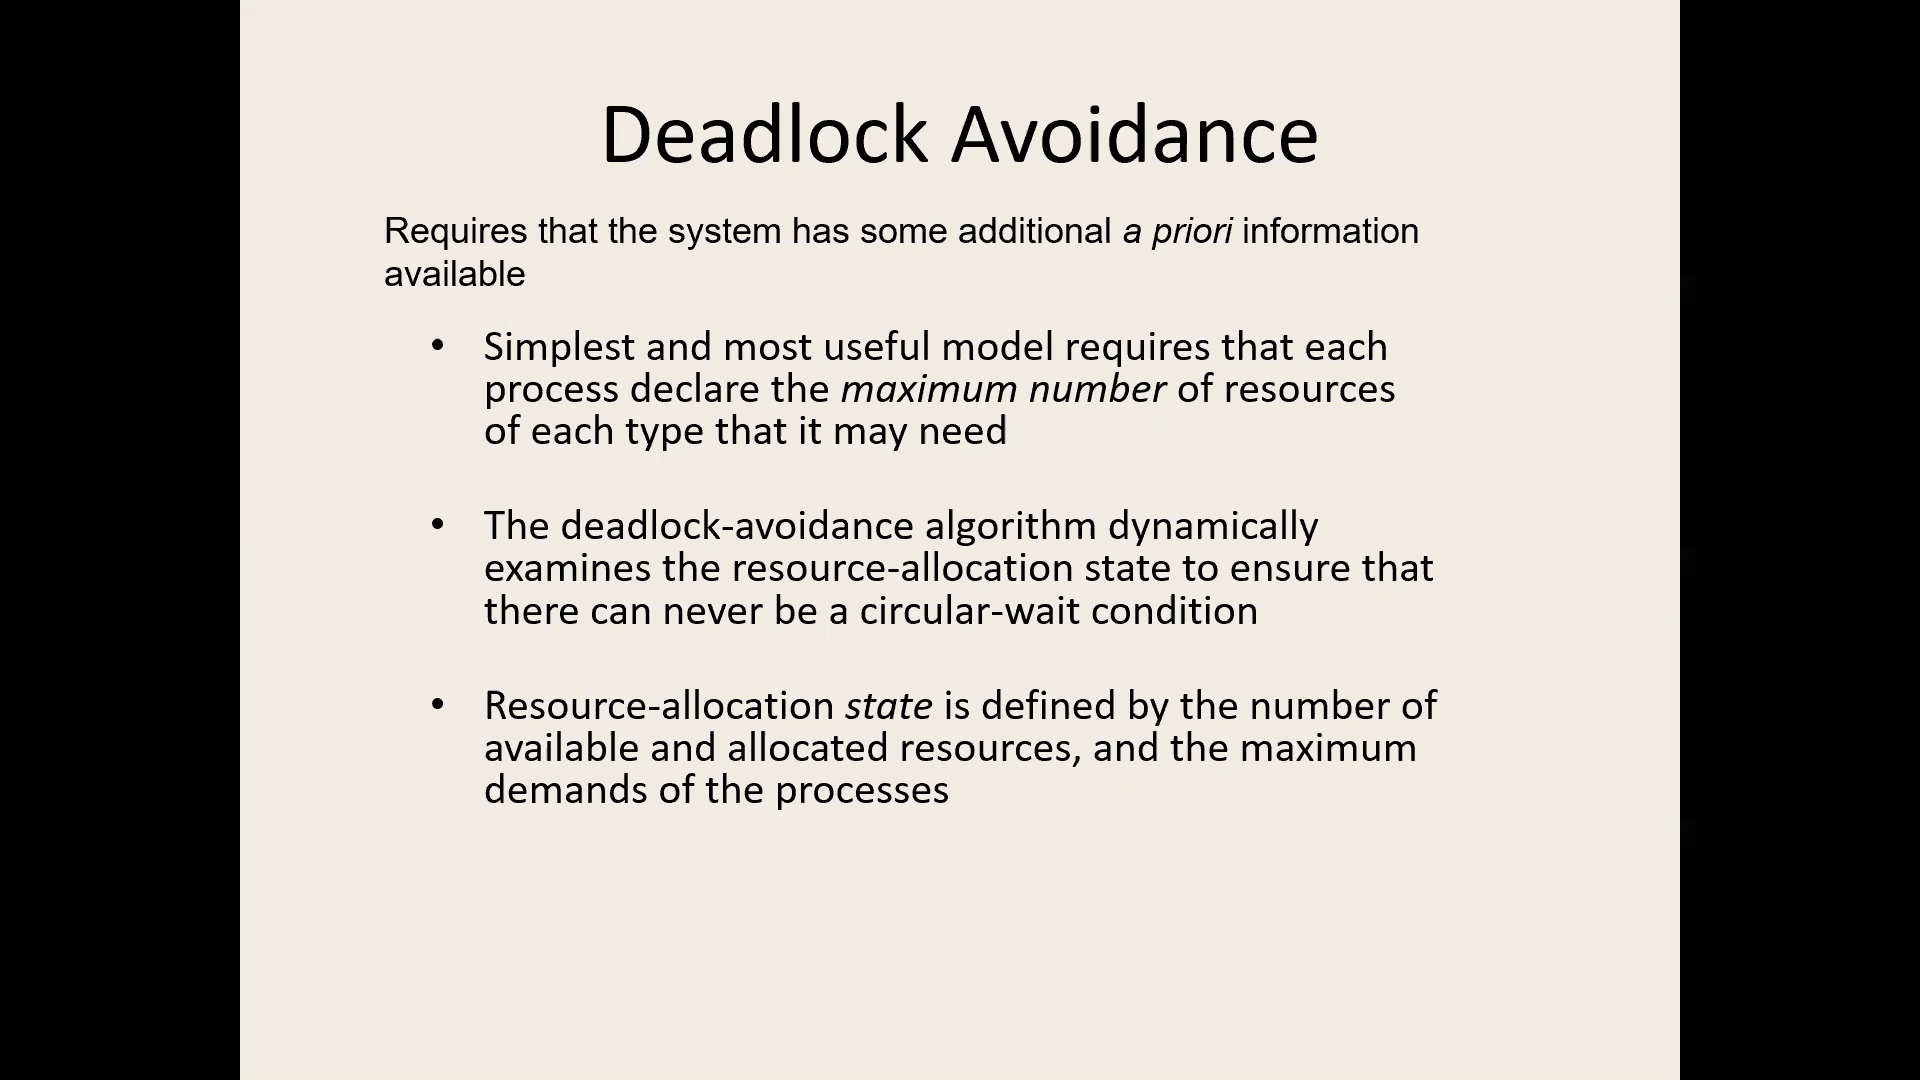 Deadlock Avoidance
Requires that the system has some additional a priori information
available
• Simplest and most useful model requires that each
process declare the maximum number of resources
of each type that it may need
• The deadlock-avoidance algorithm dynamically
examines the resource-allocation state to ensure that
there can never be a circular-wait condition
• Resource-allocation state is defined by the number of
available and allocated resources, and the maximum
demands of the processes